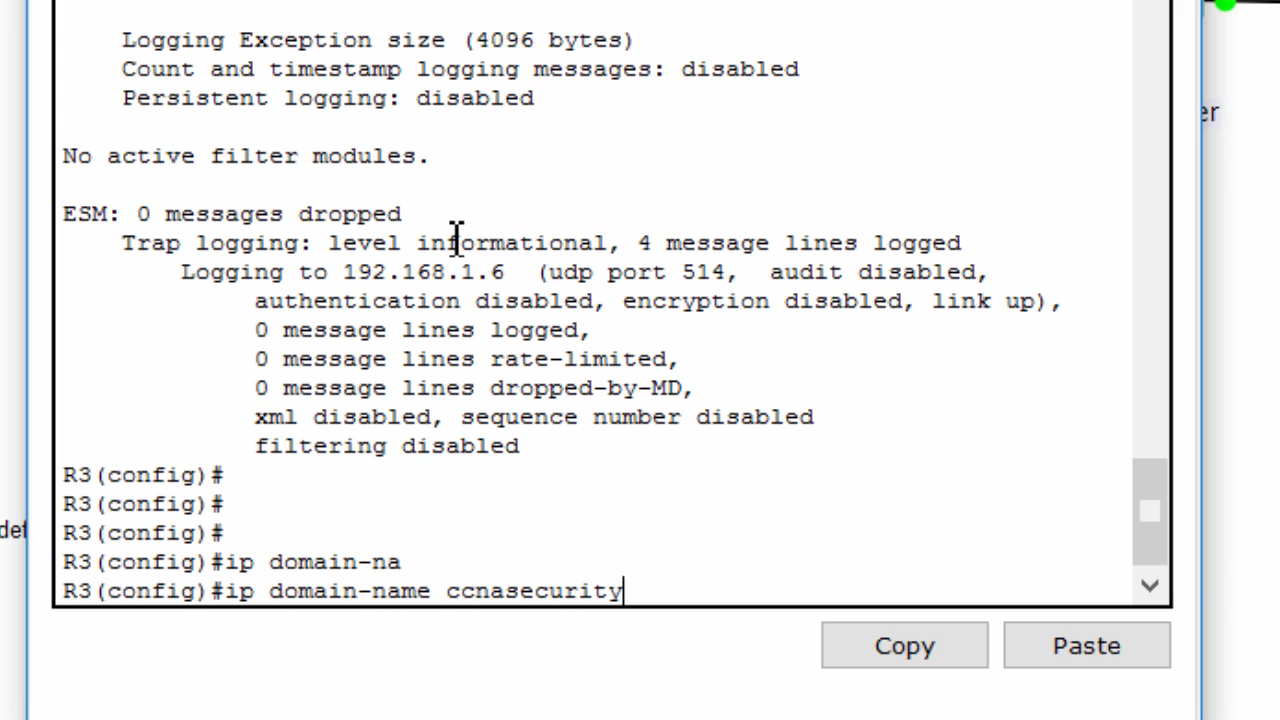 Logging Exception size (4096 bytes)
Count and timestamp logging messages: disabled
Persistent logging: disabled
er
No active filter modules.
ESM: 0 messages dropped
Trap logging: level informational, 4 message lines logged
Logging to 192.168.1.6  (udp port 514,  audit disabled,
authentication disabled, encryption disabled, link up),
0 message lines logged,
0 message lines rate-limited,
0 message lines dropped-by-MD,
xml disabled, sequence number disabled
filtering disabled
R3(config)#
R3(config)#
def
R3(config)#
R3(config)#ip domain-na
R3(config)#ip domain-name ccnasecurity
Copy
Paste